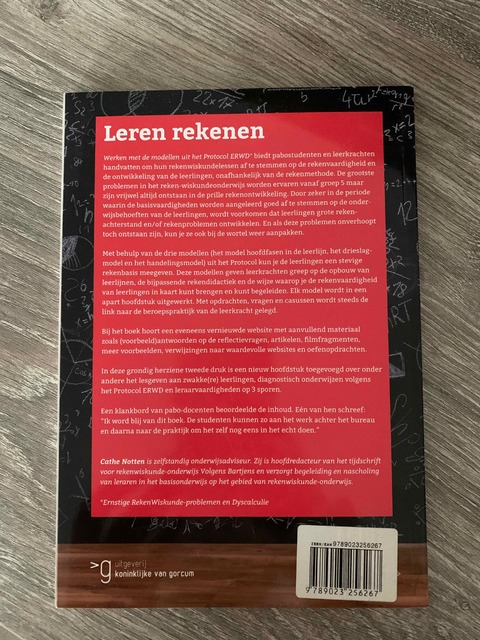 Leren rekenen
Werken met de modellen uit het Protocol ERWD* biedt pabostudenten en leerkrachten
handvatten om hun rekenwiskundelessen af te stemmen op de rekenvaardigheid en
de ontwikkeling van de leerlingen, onafhankelijk van de rekenmethode. De grootste
problemen in het reken-wiskundeonderwijs worden ervaren vanaf groep 5 maar
zijn vrijwel altijd ontstaan in de prille rekenontwikkeling. Door zeker in de periode
waarin de basisvaardigheden worden aangeleerd goed af te stemmen op de onder-
wijsbehoeften van de leerlingen, wordt voorkomen dat leerlingen grote reken-
achterstand en/of rekenproblemen ontwikkelen. En als deze problemen onverhoopt
toch ontstaan zijn, kun je ze ook bij de wortel weer aanpakken.
Met behulp van de drie modellen (het model hoofdfasen in de leerlijn, het drieslag-
model en het handelingsmodel) uit het Protocol kun je de leerlingen een stevige
rekenbasis meegeven. Deze modellen geven leerkrachten greep op de opbouw van
leerlijnen, de bijpassende rekendidactiek en de wijze waarop je de rekenvaardigheid
van leerlingen in kaart kunt brengen en kunt begeleiden. Elk model wordt in een
apart hoofdstuk uitgewerkt. Met opdrachten, vragen en casussen wordt steeds de
link naar de beroepspraktijk van de leerkracht gelegd.
Bij het boek hoort een eveneens vernieuwde website met aanvullend materiaal
zoals (voorbeeld)antwoorden op de reflectievragen, artikelen, filmfragmenten,
meer voorbeelden, verwijzingen naar waardevolle websites en oefenopdrachten.
In deze grondig herziene tweede druk is een nieuw hoofdstuk toegevoegd over onder
andere het lesgeven aan zwakke(re) leerlingen, diagnostisch onderwijzen volgens
het Protocol ERWD en leraarvaardigheden op 3 sporen.
Een klankbord van pabo-docenten beoordeelde de inhoud. Eén van hen schreef:
"Ik word blij van dit boek. De studenten kunnen zo aan het werk achter het bureau
en daarna naar de praktijk om het zelf nog eens in het echt doen."
Cathe Notten is zelfstandig onderwijsadviseur. Zij is hoofdredacteur van het tijdschrift
voor rekenwiskunde-onderwijs Volgens Bartjens en verzorgt begeleiding en nascholing
van leraren in het basisonderwijs op het gebied van rekenwiskunde-onderwijs.
*Ernstige RekenWiskunde-problemen en Dyscalculie
>g uitgeverij
koninklijke van gorcum
ISBN/EAN 9789023256267
9 789023 256267